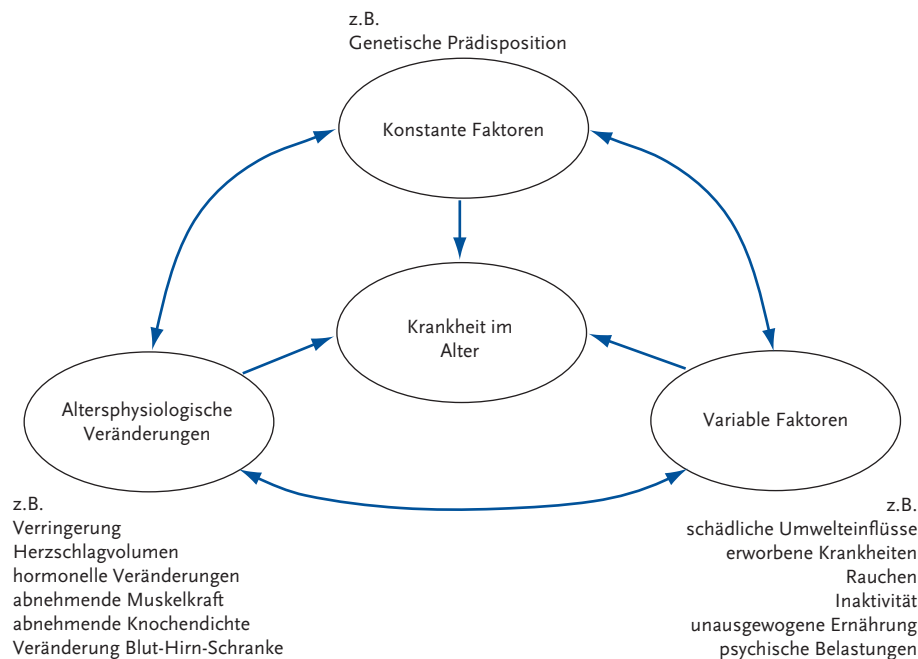 z.B.
Genetische Prädisposition
Konstante Faktoren
Krankheit im
Alter
Altersphysiologische
Veränderungen
Variable Faktoren
z.B.
Verringerung
Herzschlagvolumen
hormonelle Veränderungen
abnehmende Muskelkraft
abnehmende Knochendichte
Veränderung Blut-Hirn-Schranke
z.B.
schädliche Umwelteinflüsse
erworbene Krankheiten
Rauchen
Inaktivität
unausgewogene Ernährung
psychische Belastungen